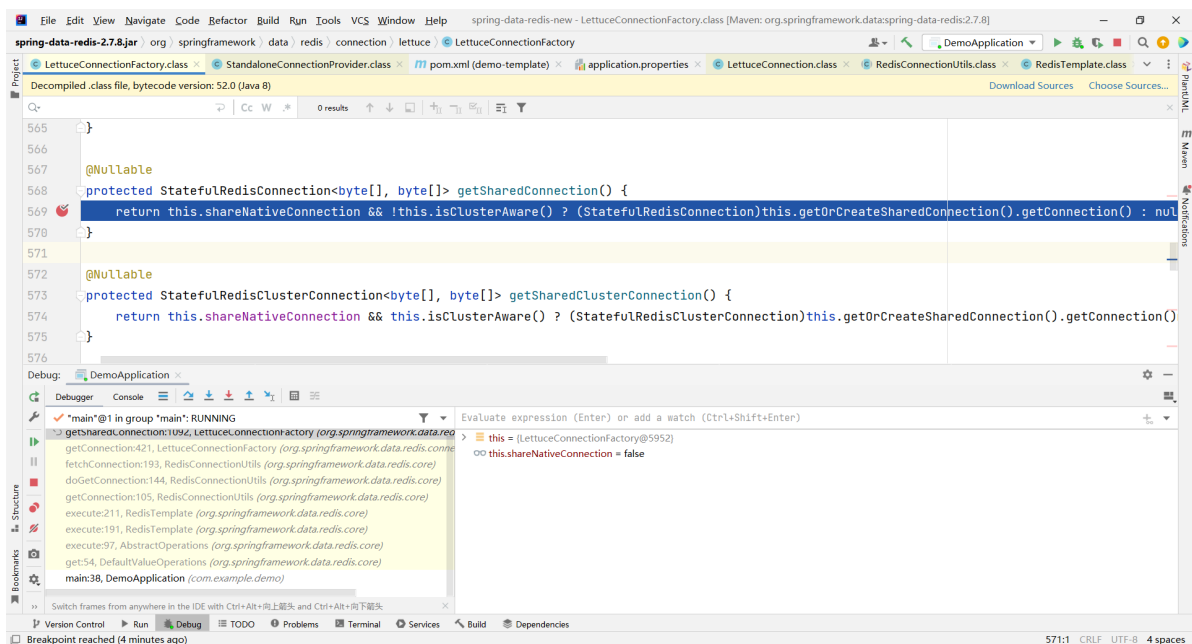 File Edit View Navigate Code Refactor Build Run Tools VCS Window Help spring-data-redis-new - LettuceConnectionFactory.class [Maven: org.springframework.data:spring-data-redis:2.7.8]
spring-data-redis-2.7.8.jar org springframework data redis connection lettuce LettuceConnectionFactory DemoApplication
LettuceConnectionFactory.class StandaloneConnectionProvider.class pom.xml (demo-template) application.properties LettuceConnection.class RedisConnectionUtils.class RedisTemplate.class
Decompiled .class file, bytecode version: 52.0 (Java 8) Download Sources Choose Sources...
Cc W .* 0 results
565 }
566
567 @Nullable
568 protected StatefulRedisConnection<byte[], byte[]> getSharedConnection() {
569 return this.shareNativeConnection && !this.isClusterAware() ? (StatefulRedisConnection)this.getOrCreateSharedConnection().getConnection() : nul
570 }
571
572 @Nullable
573 protected StatefulRedisClusterConnection<byte[], byte[]> getSharedClusterConnection() {
574 return this.shareNativeConnection && this.isClusterAware() ? (StatefulRedisClusterConnection)this.getOrCreateSharedConnection().getConnection()
575 }
576
Debug: DemoApplication
Debugger Console
"main"@1 in group "main": RUNNING Evaluate expression (Enter) or add a watch (Ctrl+Shift+Enter)
getSharedConnection:1092, LettuceConnectionFactory (org.springframework.data.red
this = {LettuceConnectionFactory@5952}
getConnection:421, LettuceConnectionFactory (org.springframework.data.redis.conne
this.shareNativeConnection = false
fetchConnection:193, RedisConnectionUtils (org.springframework.data.redis.core)
doGetConnection:144, RedisConnectionUtils (org.springframework.data.redis.core)
getConnection:105, RedisConnectionUtils (org.springframework.data.redis.core)
execute:211, RedisTemplate (org.springframework.data.redis.core)
execute:191, RedisTemplate (org.springframework.data.redis.core)
execute:97, AbstractOperations (org.springframework.data.redis.core)
get:54, DefaultValueOperations (org.springframework.data.redis.core)
main:38, DemoApplication (com.example.demo)
Switch frames from anywhere in the IDE with Ctrl+Alt+向上箭头 and Ctrl+Alt+向下箭头
Version Control Run Debug TODO Problems Terminal Services Build Dependencies
Breakpoint reached (4 minutes ago) 571:1 CRLF UTF-8 4 spaces
Project
Structure
Bookmarks
PlantUML
Maven
Notifications